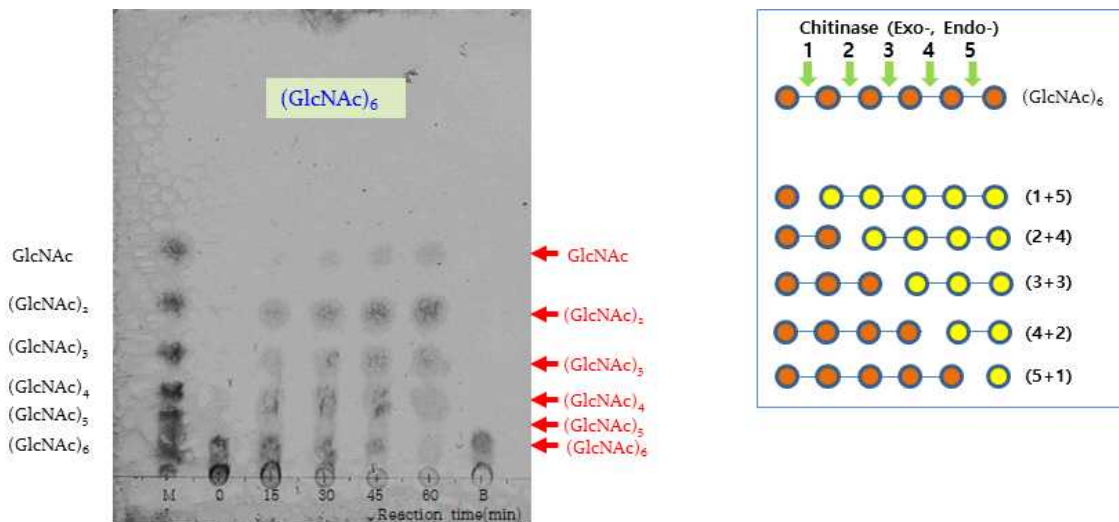 (GlcNAc)₆
GlcNAc
(GlcNAc)₂
(GlcNAc)₃
(GlcNAc)₄
(GlcNAc)₅
(GlcNAc)₆
M 0 15 30 45 60 B
Reaction time(min)
GlcNAc
(GlcNAc)₂
(GlcNAc)₃
(GlcNAc)₄
(GlcNAc)₅
(GlcNAc)₆
Chitinase (Exo-, Endo-)
1 2 3 4 5
(GlcNAc)₆
(1+5)
(2+4)
(3+3)
(4+2)
(5+1)